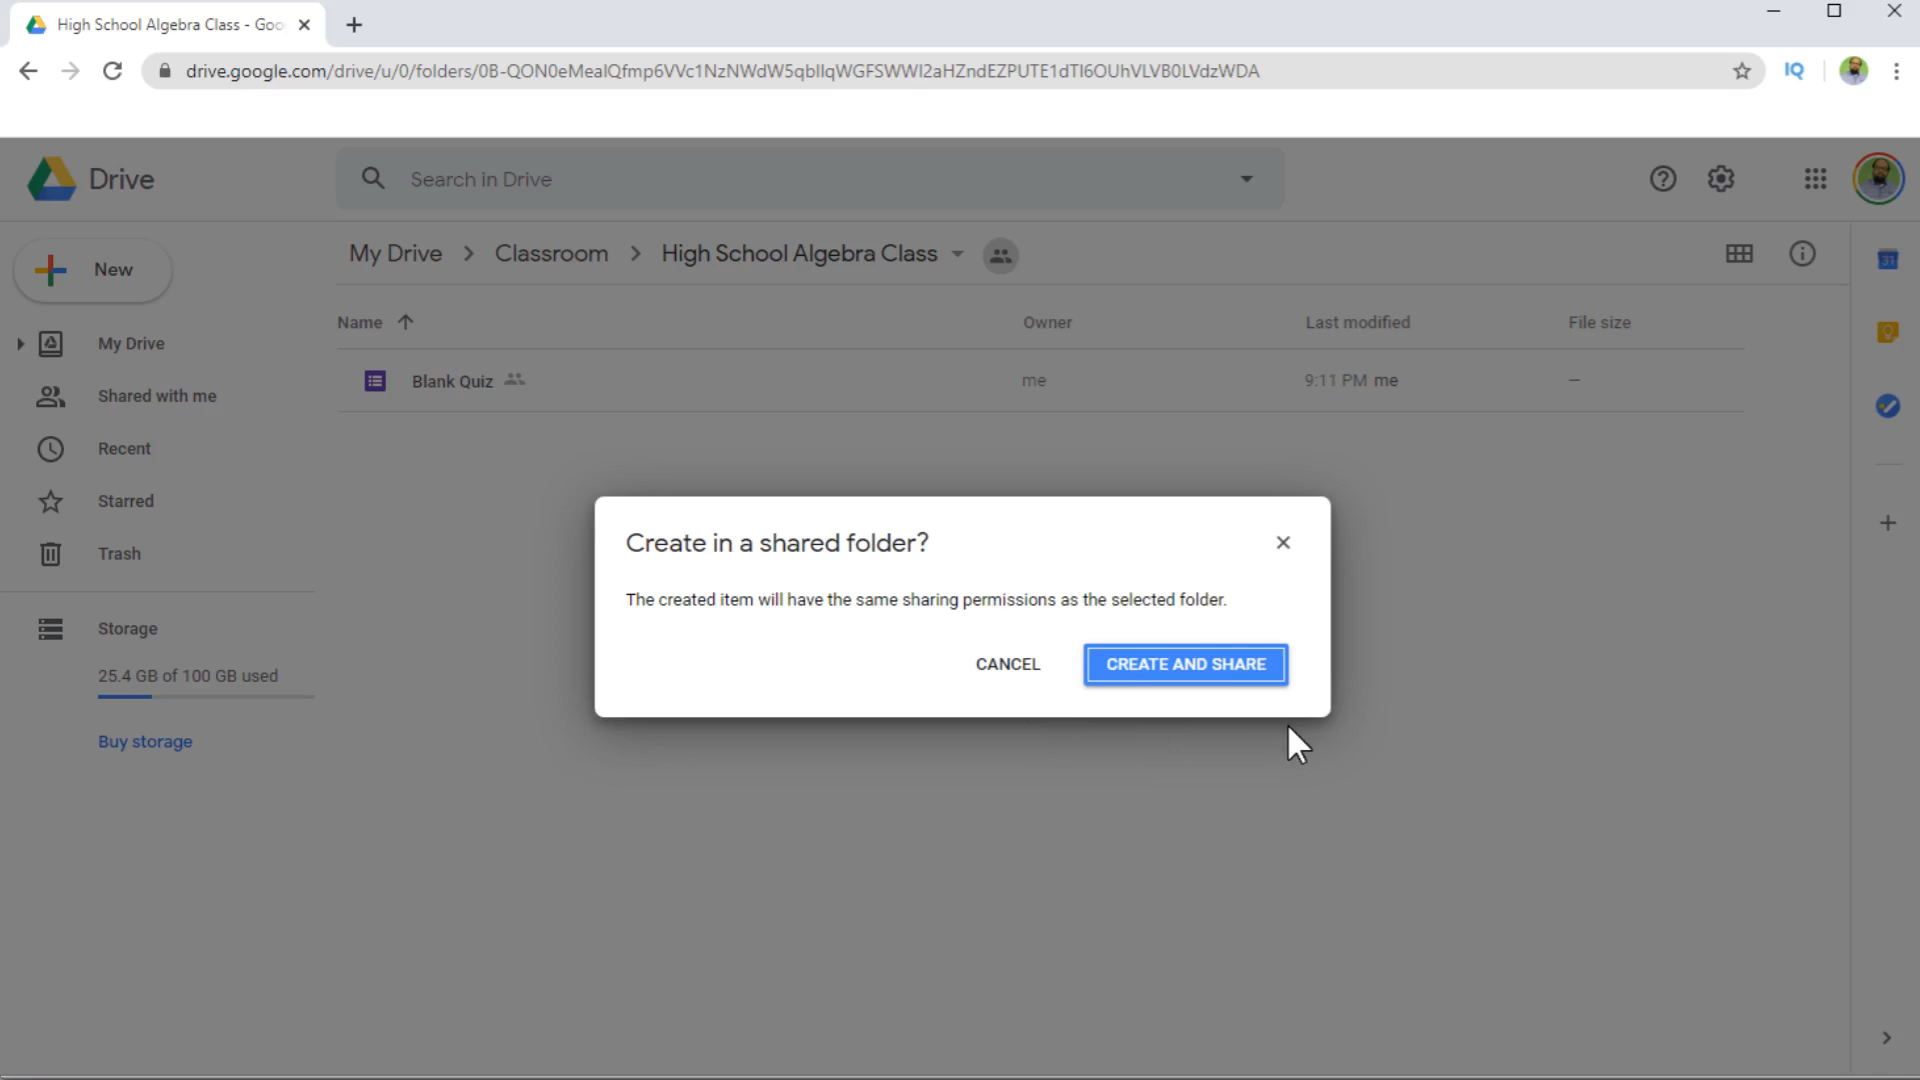 High School Algebra Class - Goo
drive.google.com/drive/u/0/folders/0B-QON0eMealQfmp6VVc1NzNWdW5qbllqWGFSWWl2aHZndEZPUTE1dTI6OUhVLVB0LVdzWDA
IQ
Drive
Search in Drive
New
My Drive > Classroom > High School Algebra Class
31
Name Owner Last modified File size
My Drive
Blank Quiz me 9:11 PM me –
Shared with me
Recent
Starred
Trash
Create in a shared folder?
The created item will have the same sharing permissions as the selected folder.
CANCEL CREATE AND SHARE
Storage
25.4 GB of 100 GB used
Buy storage